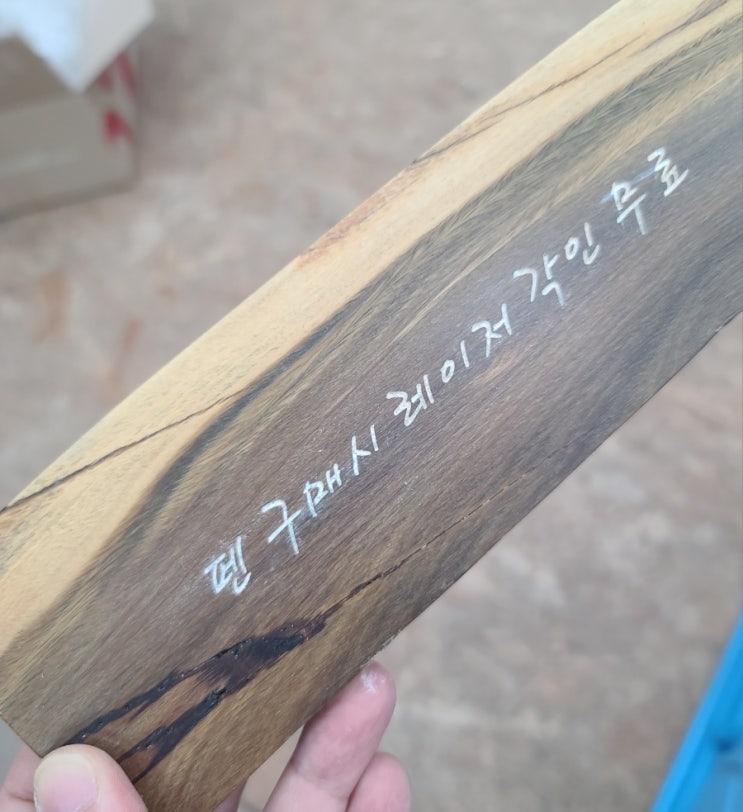 펜 구매시 레이저 각인 무료